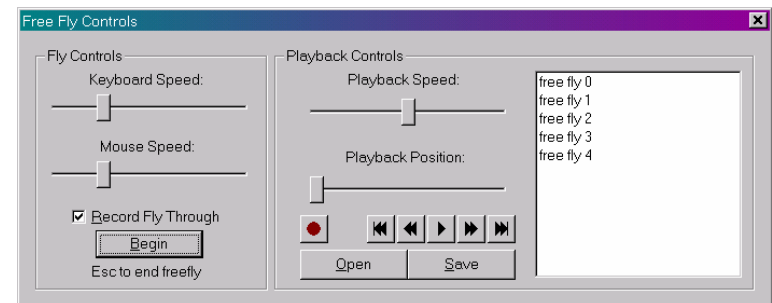 Free Fly Controls
Fly Controls
Keyboard Speed:
Mouse Speed:
Record Fly Through
Begin
Esc to end freefly
Playback Controls
Playback Speed:
Playback Position:
Open
Save
free fly 0
free fly 1
free fly 2
free fly 3
free fly 4